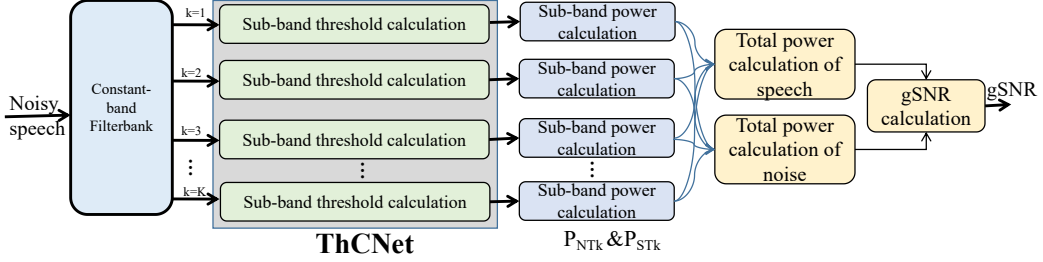 Noisy
speech
Constant-
band
Filterbank
k=1
k=2
k=3
⋮
k=K
Sub-band threshold calculation
Sub-band threshold calculation
Sub-band threshold calculation
⋮
Sub-band threshold calculation
ThCNet
Sub-band power
calculation
Sub-band power
calculation
Sub-band power
calculation
⋮
Sub-band power
calculation
P_NTk &P_STk
Total power
calculation of
speech
Total power
calculation of
noise
gSNR
calculation
gSNR